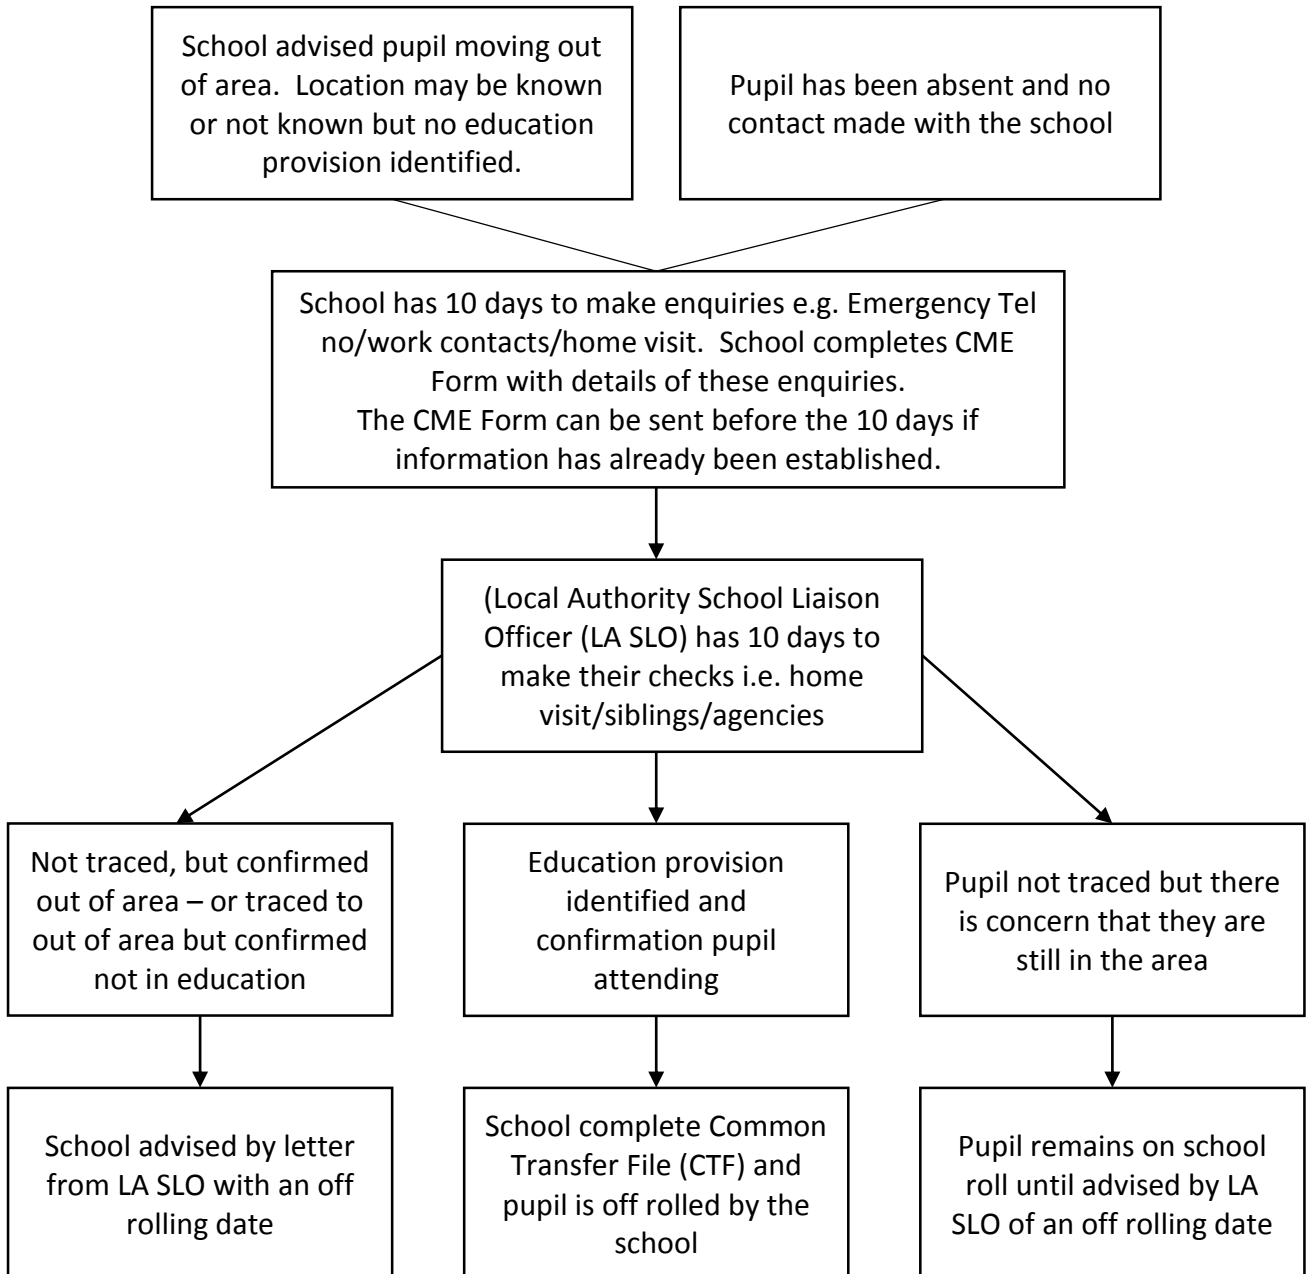 School advised pupil moving out
of area.  Location may be known
or not known but no education
provision identified.
Pupil has been absent and no
contact made with the school
School has 10 days to make enquiries e.g. Emergency Tel
no/work contacts/home visit.  School completes CME
Form with details of these enquiries.
The CME Form can be sent before the 10 days if
information has already been established.
(Local Authority School Liaison
Officer (LA SLO) has 10 days to
make their checks i.e. home
visit/siblings/agencies
Not traced, but confirmed
out of area – or traced to
out of area but confirmed
not in education
Education provision
identified and
confirmation pupil
attending
Pupil not traced but there
is concern that they are
still in the area
School advised by letter
from LA SLO with an off
rolling date
School complete Common
Transfer File (CTF) and
pupil is off rolled by the
school
Pupil remains on school
roll until advised by LA
SLO of an off rolling date